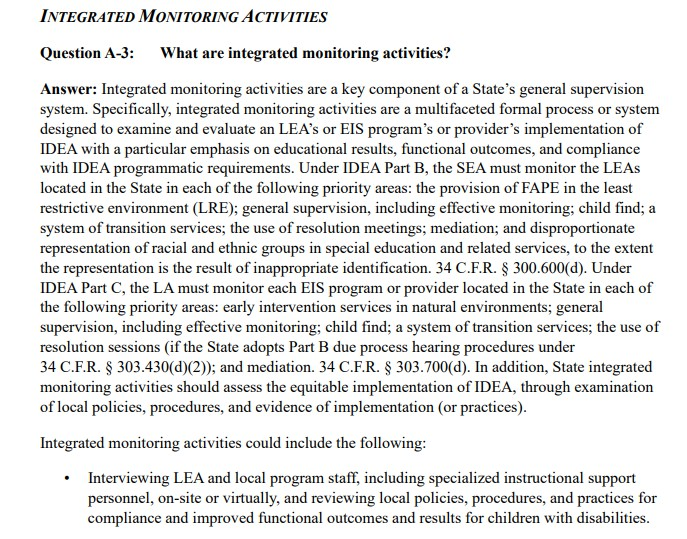 INTEGRATED MONITORING ACTIVITIES
Question A-3: What are integrated monitoring activities?
Answer: Integrated monitoring activities are a key component of a State’s general supervision
system. Specifically, integrated monitoring activities are a multifaceted formal process or system
designed to examine and evaluate an LEA’s or EIS program’s or provider’s implementation of
IDEA with a particular emphasis on educational results, functional outcomes, and compliance
with IDEA programmatic requirements. Under IDEA Part B, the SEA must monitor the LEAs
located in the State in each of the following priority areas: the provision of FAPE in the least
restrictive environment (LRE); general supervision, including effective monitoring; child find; a
system of transition services; the use of resolution meetings; mediation; and disproportionate
representation of racial and ethnic groups in special education and related services, to the extent
the representation is the result of inappropriate identification. 34 C.F.R. § 300.600(d). Under
IDEA Part C, the LA must monitor each EIS program or provider located in the State in each of
the following priority areas: early intervention services in natural environments; general
supervision, including effective monitoring; child find; a system of transition services; the use of
resolution sessions (if the State adopts Part B due process hearing procedures under
34 C.F.R. § 303.430(d)(2)); and mediation. 34 C.F.R. § 303.700(d). In addition, State integrated
monitoring activities should assess the equitable implementation of IDEA, through examination
of local policies, procedures, and evidence of implementation (or practices).
Integrated monitoring activities could include the following:
• Interviewing LEA and local program staff, including specialized instructional support
personnel, on-site or virtually, and reviewing local policies, procedures, and practices for
compliance and improved functional outcomes and results for children with disabilities.